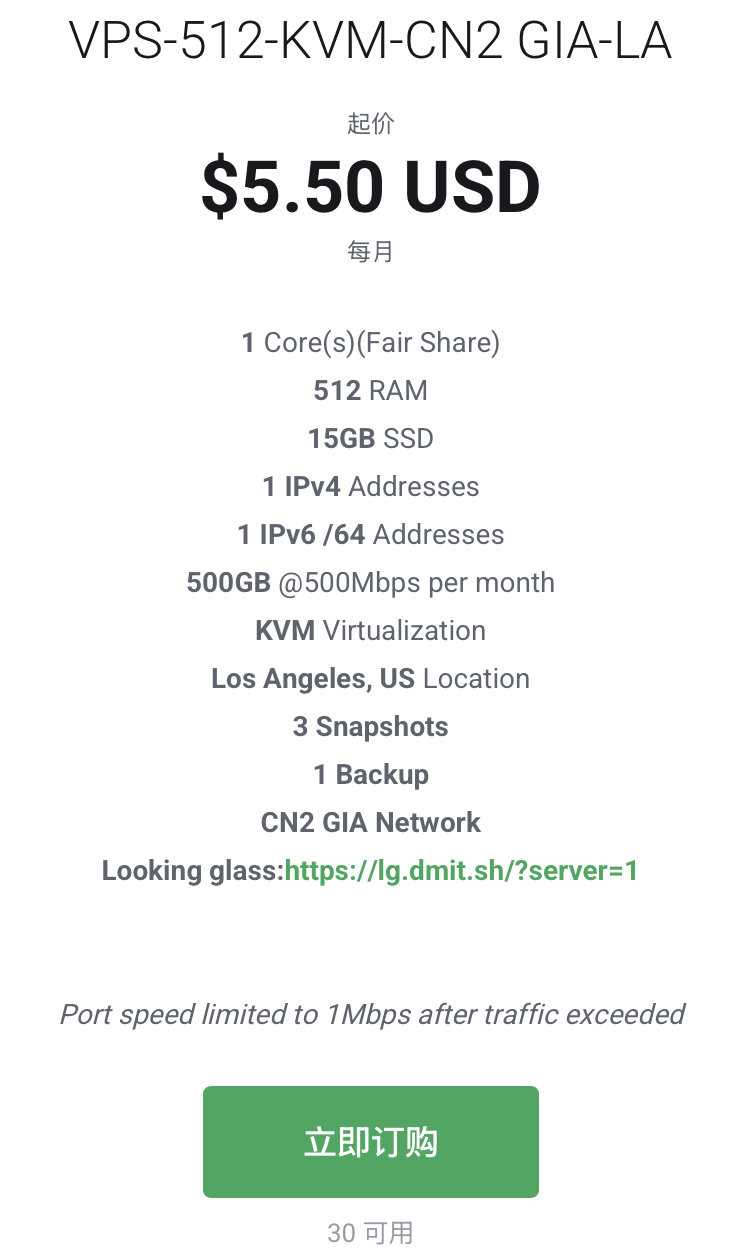 VPS-512-KVM-CN2 GIA-LA
起价
$5.50 USD
每月
1 Core(s)(Fair Share)
512 RAM
15GB SSD
1 IPv4 Addresses
1 IPv6 /64 Addresses
500GB @500Mbps per month
KVM Virtualization
Los Angeles, US Location
3 Snapshots
1 Backup
CN2 GIA Network
Looking glass:https://lg.dmit.sh/?server=1
Port speed limited to 1Mbps after traffic exceeded
立即订购
30 可用